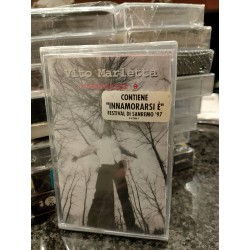 Vito Marletta
CONTIENE
"INNAMORARSI É"
FESTIVAL DI SANREMO '97